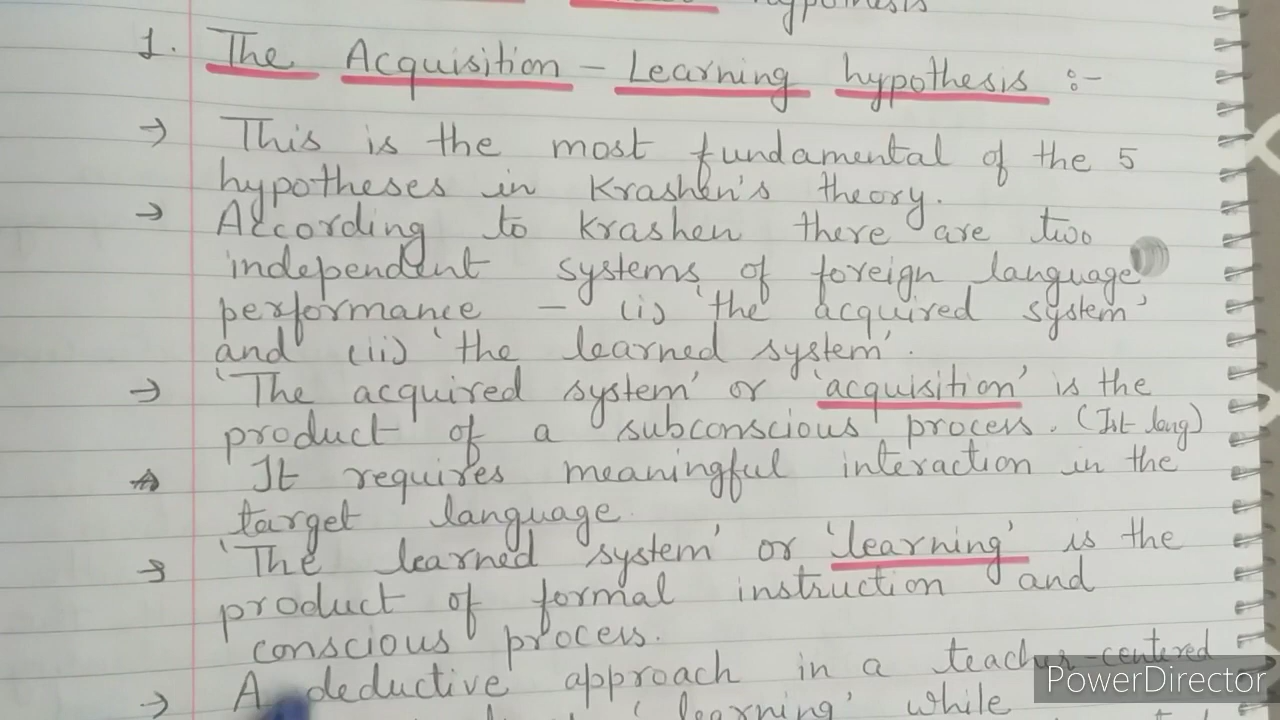 hypothesis
1. The Acquisition - Learning hypothesis :-
→ This is the most fundamental of the 5
hypotheses in Krashen's theory.
→ According to Krashen there are two
independent systems of foreign language
performance - (i) 'the acquired system'
and (ii) 'the learned system'.
→ 'The acquired system' or 'acquisition' is the
product of a subconscious process. (Ist lang)
→ It requires meaningful interaction in the
target language.
→ 'The learned system' or 'learning' is the
product of formal instruction and
conscious process.
→ A deductive approach in a teacher-centered
'learning' while
PowerDirector